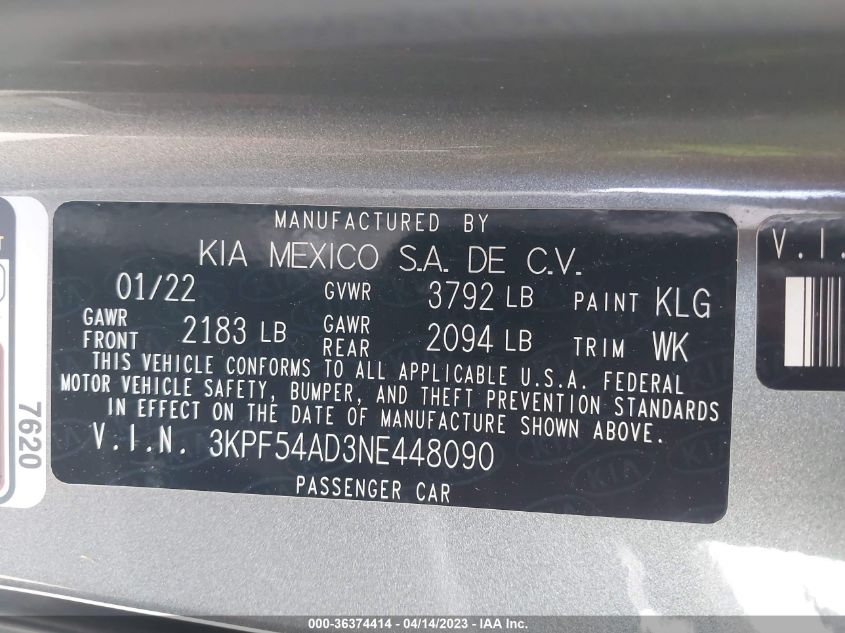 MANUFACTURED BY
KIA MEXICO S.A. DE C.V.
01/22 GVWR 3792 LB PAINT KLG
GAWR FRONT 2183 LB GAWR REAR 2094 LB TRIM WK
THIS VEHICLE CONFORMS TO ALL APPLICABLE U.S.A. FEDERAL
MOTOR VEHICLE SAFETY, BUMPER, AND THEFT PREVENTION STANDARDS
IN EFFECT ON THE DATE OF MANUFACTURE SHOWN ABOVE.
V.I.N. 3KPF54AD3NE448090
PASSENGER CAR
7620
V.I.
000-36374414 - 04/14/2023 - IAA Inc.